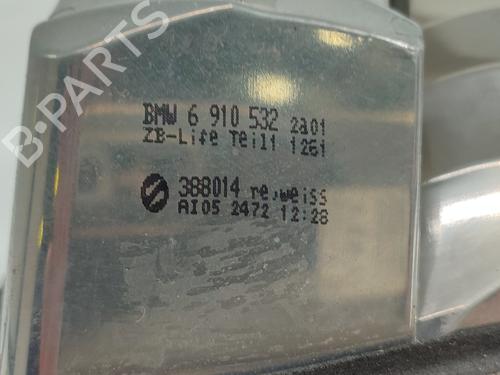 BMW 6 910 532 2a01
ZB-Life Teil1 1261
388014 re,weiss
AI05 2472 12:28
B-PARTS